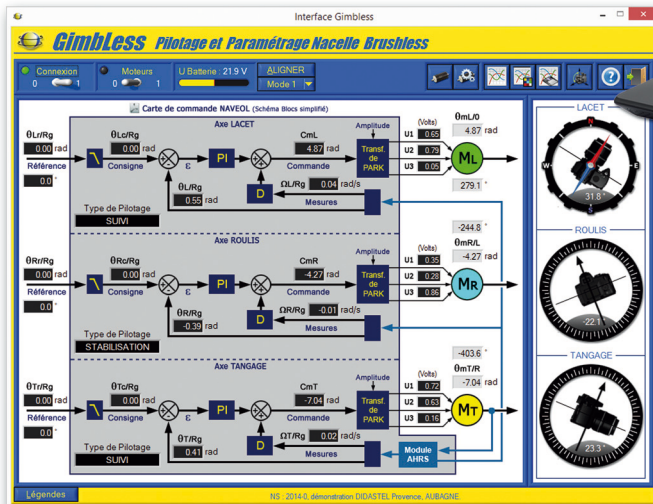 Interface Gimbless
GimbLess Pilotage et Paramétrage Nacelle Brushless
Connexion
0 1
Moteurs
0 1
U Batterie : 21.9 V
ALIGNER
Mode 1
Carte de commande NAVEOL (Schéma Blocs simplifié)
Axe LACET
θLr/Rg
0.00 rad
Référence
0.0 °
θLc/Rg
0.00 rad
Consigne
ε
PI
CmL
4.87 rad
Commande
Amplitude
Transf. de PARK
(Volts)
U1 0.65
U2 0.79
U3 0.05
θmL/0
4.87
rad
ML
279.1 °
θL/Rg
0.55 rad
D
ΩL/Rg 0.04 rad/s
Mesures
Type de Pilotage
SUIVI
Axe ROULIS
θRr/Rg
0.00 rad
Référence
0.0 °
θRc/Rg
0.00 rad
Consigne
ε
PI
CmR
-4.27 rad
Commande
Amplitude
Transf. de PARK
(Volts)
U1 0.35
U2 0.28
U3 0.86
-244.8 °
θmR/L
-4.27
rad
MR
θR/Rg
-0.39 rad
D
ΩR/Rg -0.01 rad/s
Mesures
Type de Pilotage
STABILISATION
Axe TANGAGE
θTr/Rg
0.00 rad
Référence
0.0 °
θTc/Rg
0.00 rad
Consigne
ε
PI
CmT
-7.04 rad
Commande
Amplitude
Transf. de PARK
(Volts)
U1 0.72
U2 0.63
U3 0.16
-403.6 °
θmT/R
-7.04
rad
MT
θT/Rg
0.41 rad
D
ΩT/Rg 0.02 rad/s
Mesures
Type de Pilotage
SUIVI
Module AHRS
LACET
N
W
E
S
31.8 °
ROULIS
-22.1 °
TANGAGE
23.3 °
Légendes
NS : 2014-0, démonstration DIDASTEL Provence, AUBAGNE.